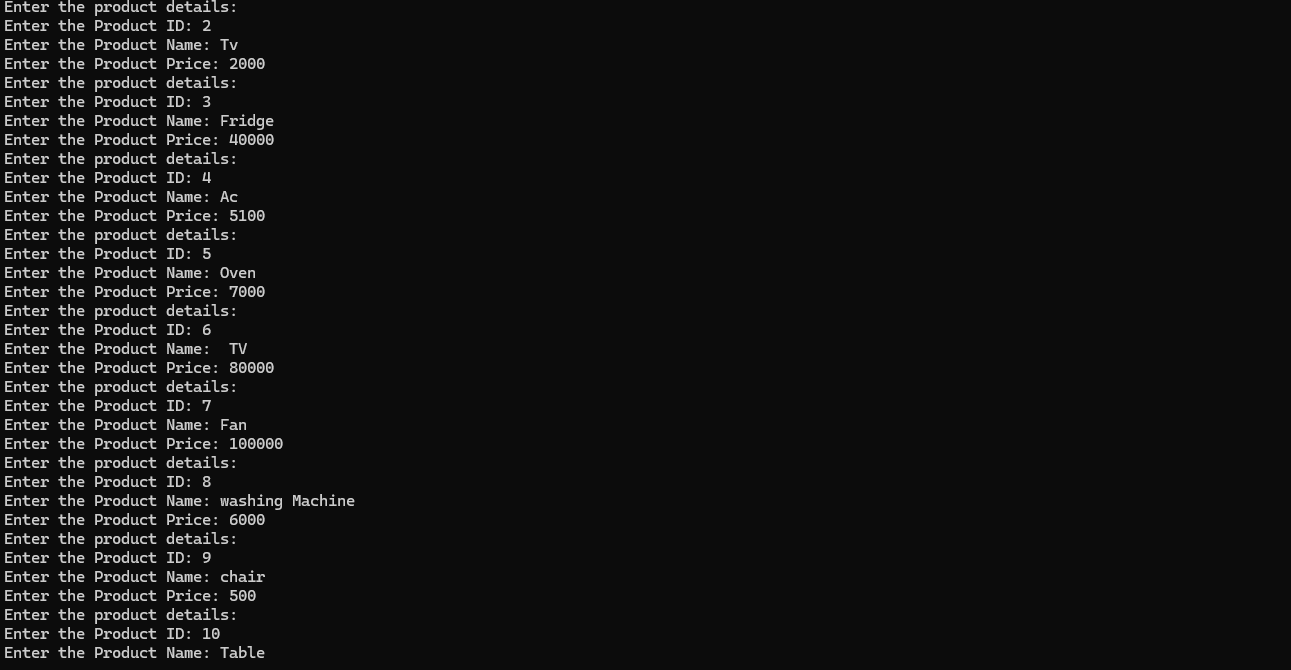 Enter the product details:
Enter the Product ID: 2
Enter the Product Name: Tv
Enter the Product Price: 2000
Enter the product details:
Enter the Product ID: 3
Enter the Product Name: Fridge
Enter the Product Price: 40000
Enter the product details:
Enter the Product ID: 4
Enter the Product Name: Ac
Enter the Product Price: 5100
Enter the product details:
Enter the Product ID: 5
Enter the Product Name: Oven
Enter the Product Price: 7000
Enter the product details:
Enter the Product ID: 6
Enter the Product Name:  TV
Enter the Product Price: 80000
Enter the product details:
Enter the Product ID: 7
Enter the Product Name: Fan
Enter the Product Price: 100000
Enter the product details:
Enter the Product ID: 8
Enter the Product Name: washing Machine
Enter the Product Price: 6000
Enter the product details:
Enter the Product ID: 9
Enter the Product Name: chair
Enter the Product Price: 500
Enter the product details:
Enter the Product ID: 10
Enter the Product Name: Table